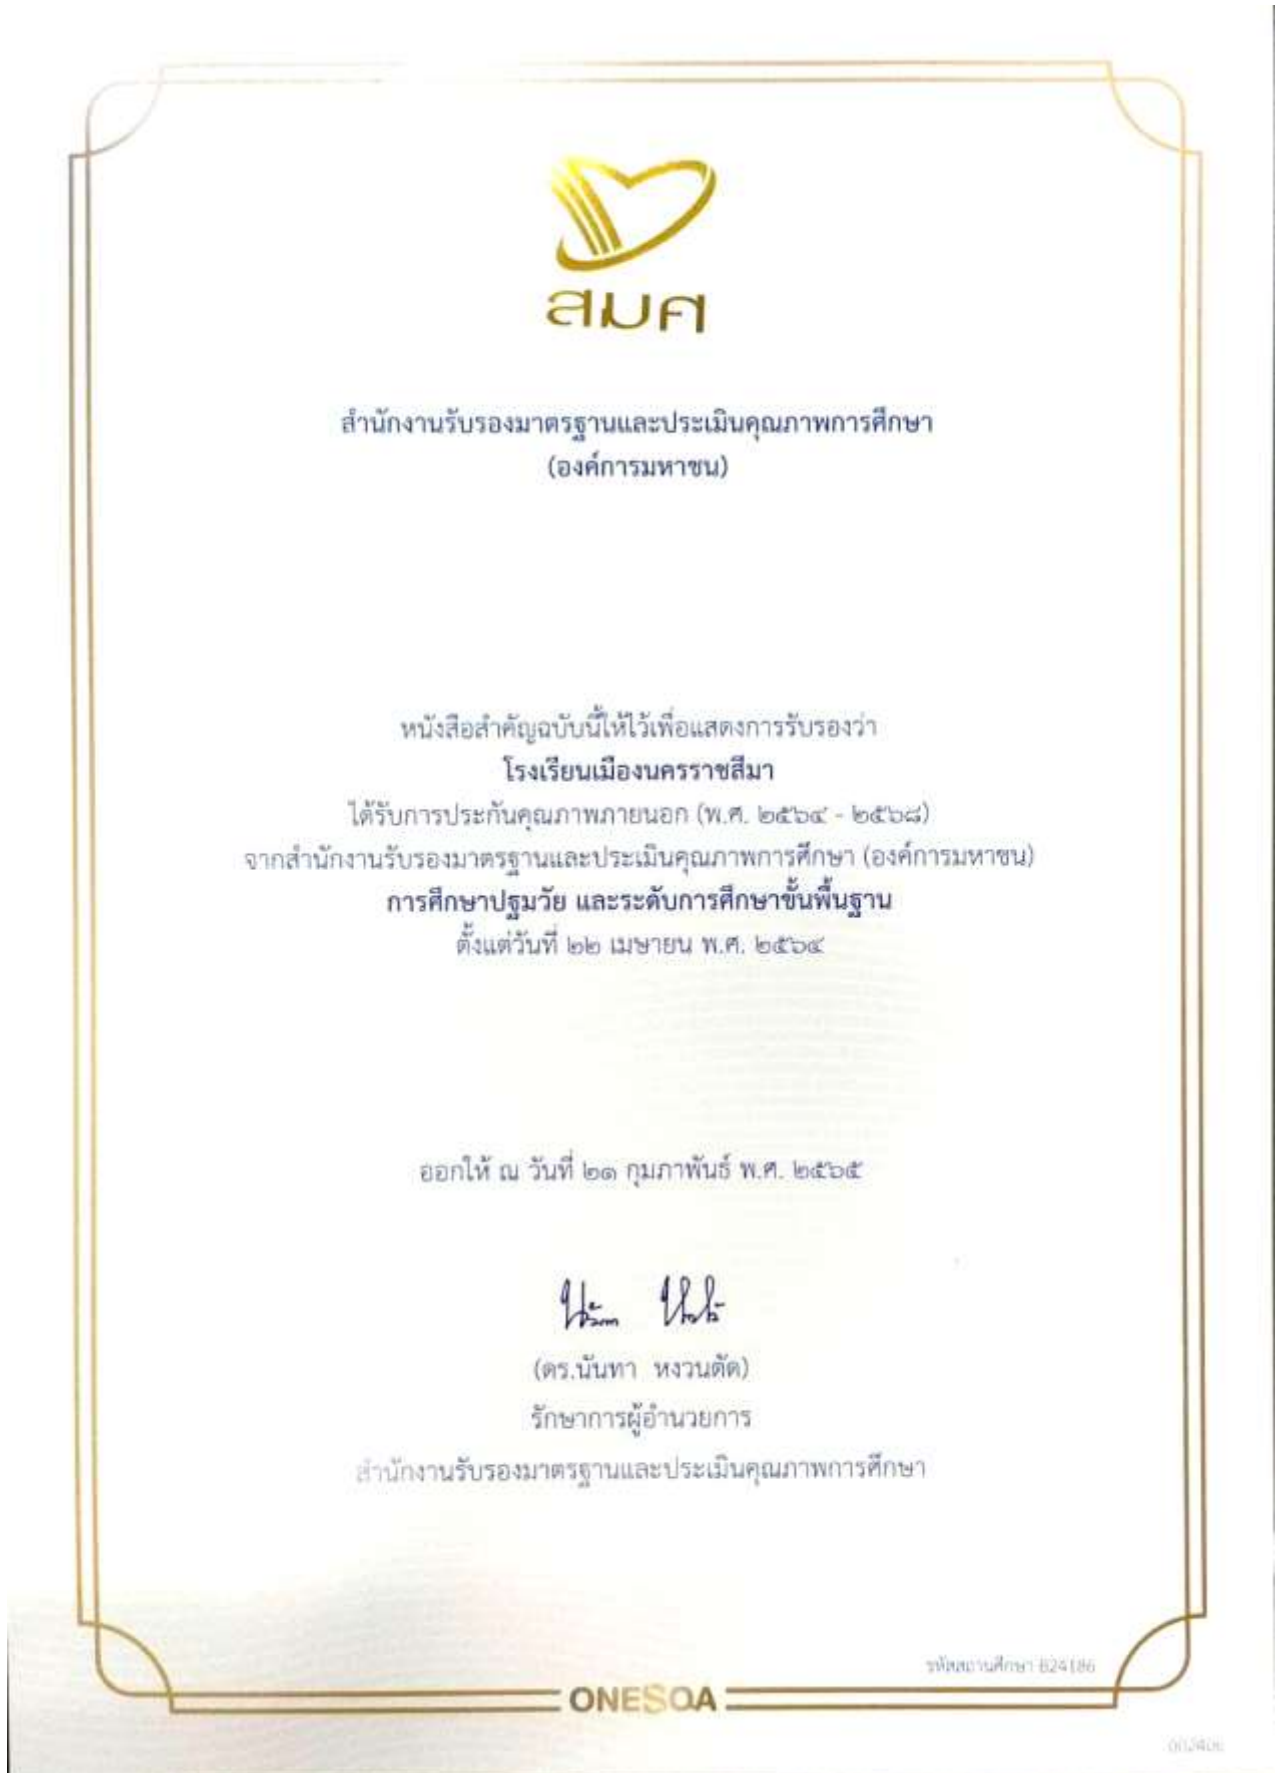 สมศ
สำนักงานรับรองมาตรฐานและประเมินคุณภาพการศึกษา
(องค์การมหาชน)
หนังสือสำคัญฉบับนี้ให้ไว้เพื่อแสดงการรับรองว่า
โรงเรียนเมืองนครราชสีมา
ได้รับการประกันคุณภาพภายนอก (พ.ศ. ๒๕๖๔ - ๒๕๖๘)
จากสำนักงานรับรองมาตรฐานและประเมินคุณภาพการศึกษา (องค์การมหาชน)
การศึกษาปฐมวัย และระดับการศึกษาขั้นพื้นฐาน
ตั้งแต่วันที่ ๒๒ เมษายน พ.ศ. ๒๕๖๔
ออกให้ ณ วันที่ ๒๑ กุมภาพันธ์ พ.ศ. ๒๕๖๕
(ดร.นันทา หงวนตัด)
รักษาการผู้อำนวยการ
สำนักงานรับรองมาตรฐานและประเมินคุณภาพการศึกษา
รหัสสถานศึกษา B24186
ONESQA